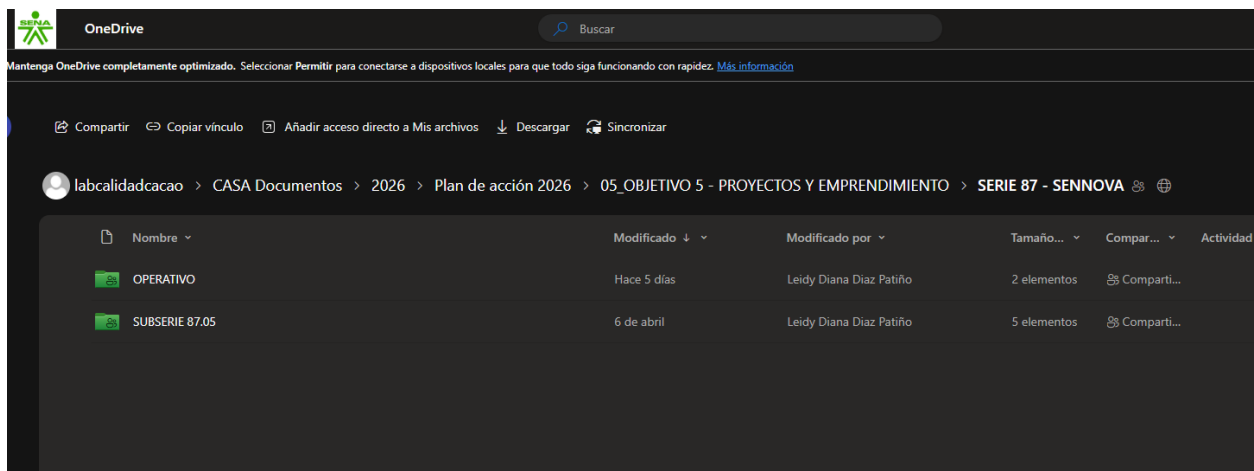 SENA
OneDrive
Buscar
Mantenga OneDrive completamente optimizado. Seleccionar Permitir para conectarse a dispositivos locales para que todo siga funcionando con rapidez. Más información
Compartir Copiar vínculo Añadir acceso directo a Mis archivos Descargar Sincronizar
labcalidadcacao > CASA Documentos > 2026 > Plan de acción 2026 > 05_OBJETIVO 5 - PROYECTOS Y EMPRENDIMIENTO > SERIE 87 - SENNOVA
Nombre Modificado ↓ Modificado por Tamaño... Compar... Actividad
OPERATIVO Hace 5 días Leidy Diana Diaz Patiño 2 elementos Comparti...
SUBSERIE 87.05 6 de abril Leidy Diana Diaz Patiño 5 elementos Comparti...